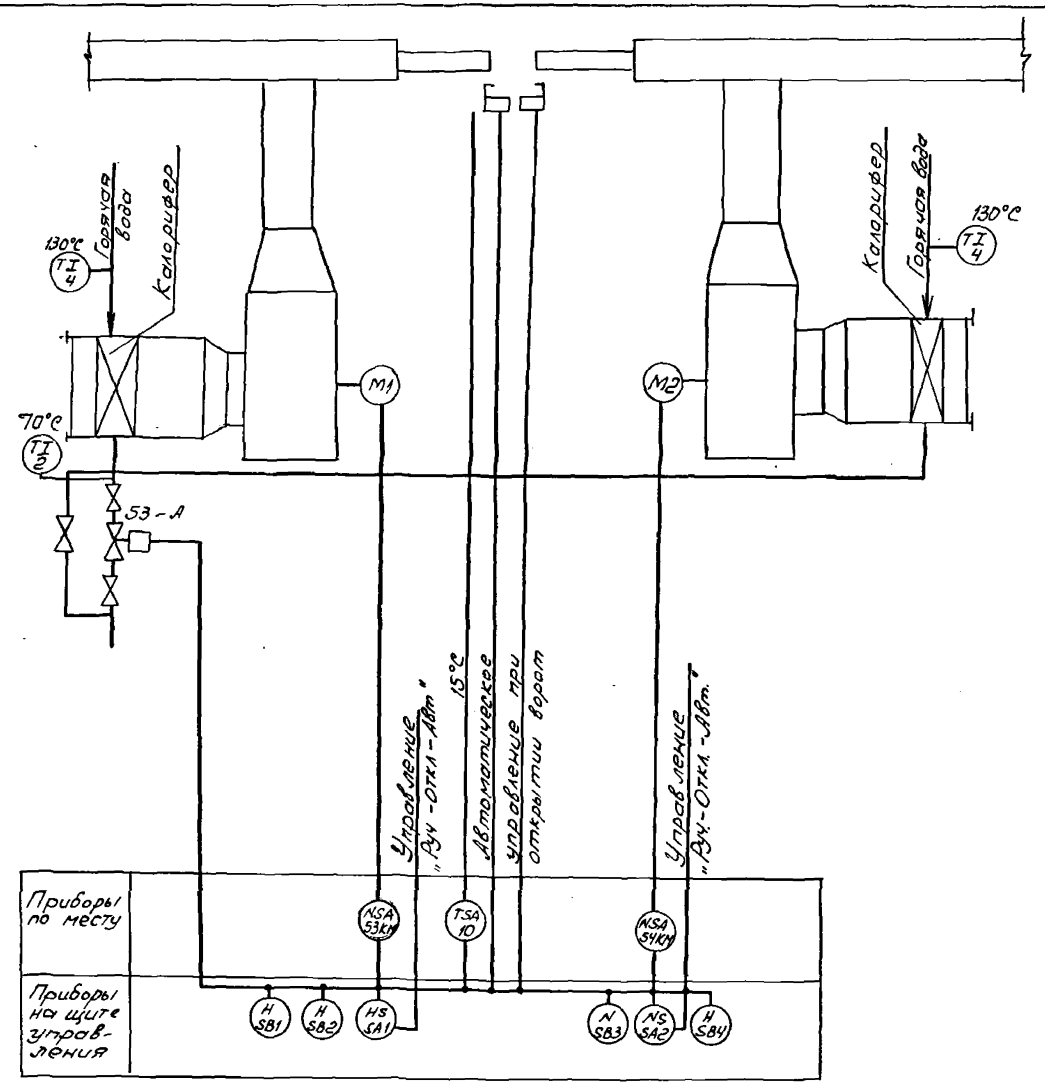 130°С
TI
4
Горячая
вода
Калорифер
Калорифер
Горячая вода
130°С
TI
4
М1
М2
70°С
TI
2
53-А
Управление
„Руч-Откл-Авт"
15°С
Автоматическое
управление при
открытии ворот
Управление
„Руч.-Откл.-Авт."
Приборы
по месту
NSA
53КМ
TSA
10
NSA
54КМ
Приборы
на щите
управ-
ления
H
SB1
H
SB2
HS
SA1
N
SB3
NS
SA2
H
SB4